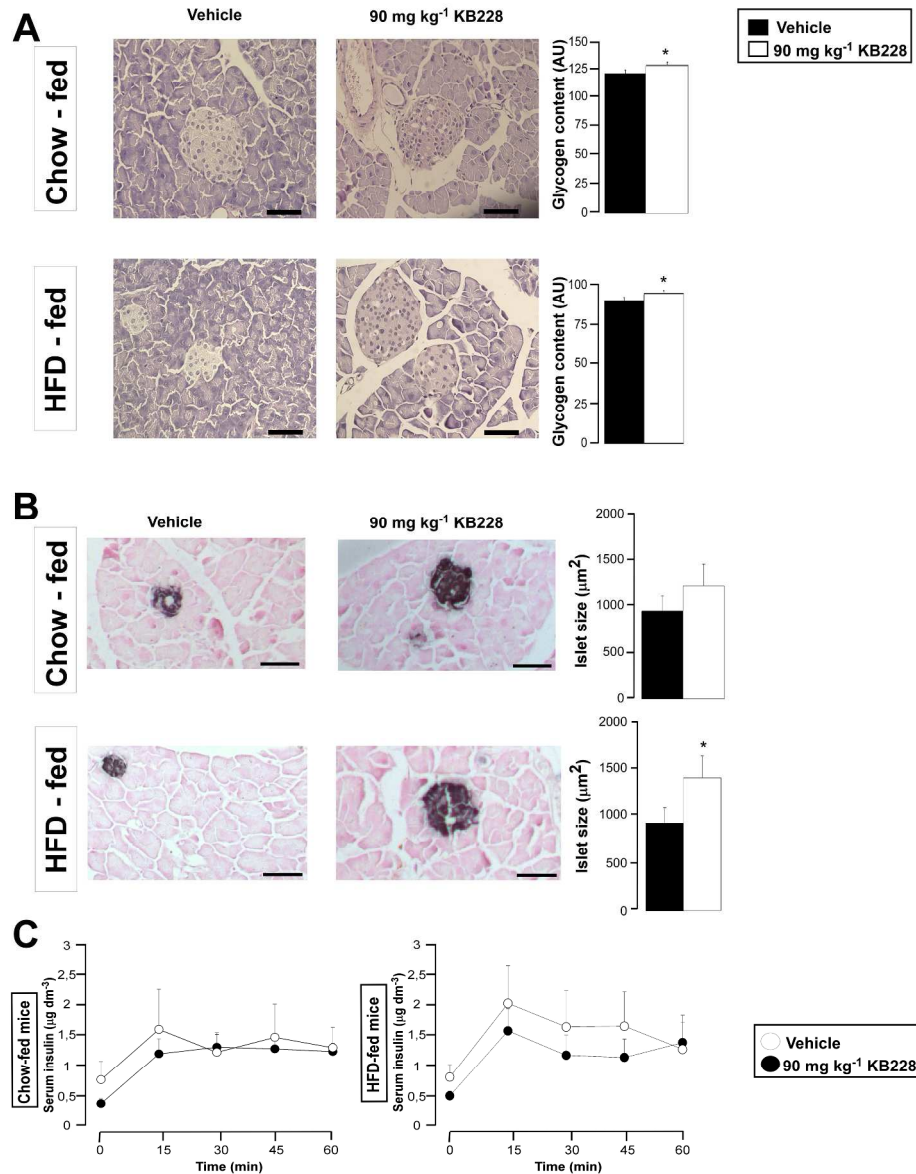 A
Vehicle
90 mg kg-1 KB228
Vehicle
90 mg kg-1 KB228
Chow - fed
Glycogen content (AU)
150
125
100
75
50
25
0
*
HFD - fed
Glycogen content (AU)
100
75
50
25
0
*
B
Vehicle
90 mg kg-1 KB228
Chow - fed
Islet size (μm2)
2000
1500
1000
500
0
HFD - fed
Islet size (μm2)
2000
1500
1000
500
0
*
C
Chow-fed mice
Serum insulin (μg dm-3)
3
2,5
2
1,5
1
0,5
0
0 15 30 45 60
Time (min)
HFD-fed mice
Serum insulin (μg dm-3)
3
2,5
2
1,5
1
0,5
0
0 15 30 45 60
Time (min)
Vehicle
90 mg kg-1 KB228